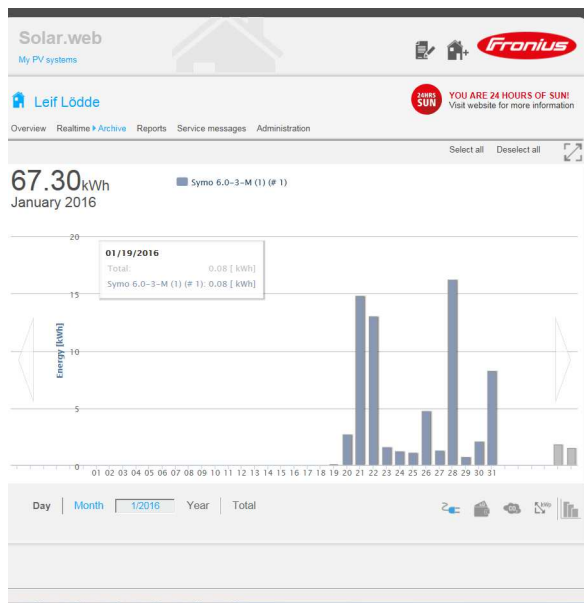 Solar.web
My PV systems
Fronius
Leif Lödde
24HRS SUN
YOU ARE 24 HOURS OF SUN!
Visit website for more information
Overview Realtime Archive Reports Service messages Administration
Select all Deselect all
67.30kWh
January 2016
Symo 6.0-3-M (1) (# 1)
20
01/19/2016
Total: 0.08 [ kWh]
Symo 6.0-3-M (1) (# 1): 0.08 [ kWh]
15
Energy [kWh]
10
5
0
01 02 03 04 05 06 07 08 09 10 11 12 13 14 15 16 17 18 19 20 21 22 23 24 25 26 27 28 29 30 31
Day Month 1/2016 Year Total